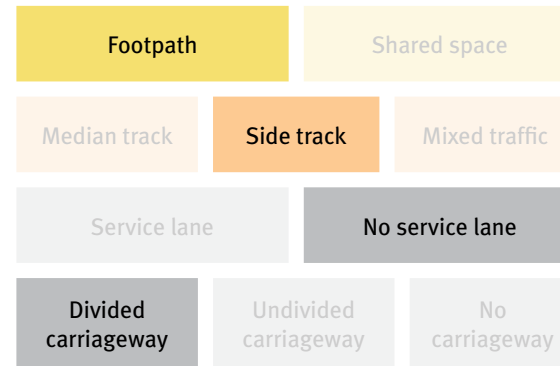 Footpath
Shared space
Median track
Side track
Mixed traffic
Service lane
No service lane
Divided
carriageway
Undivided
carriageway
No
carriageway